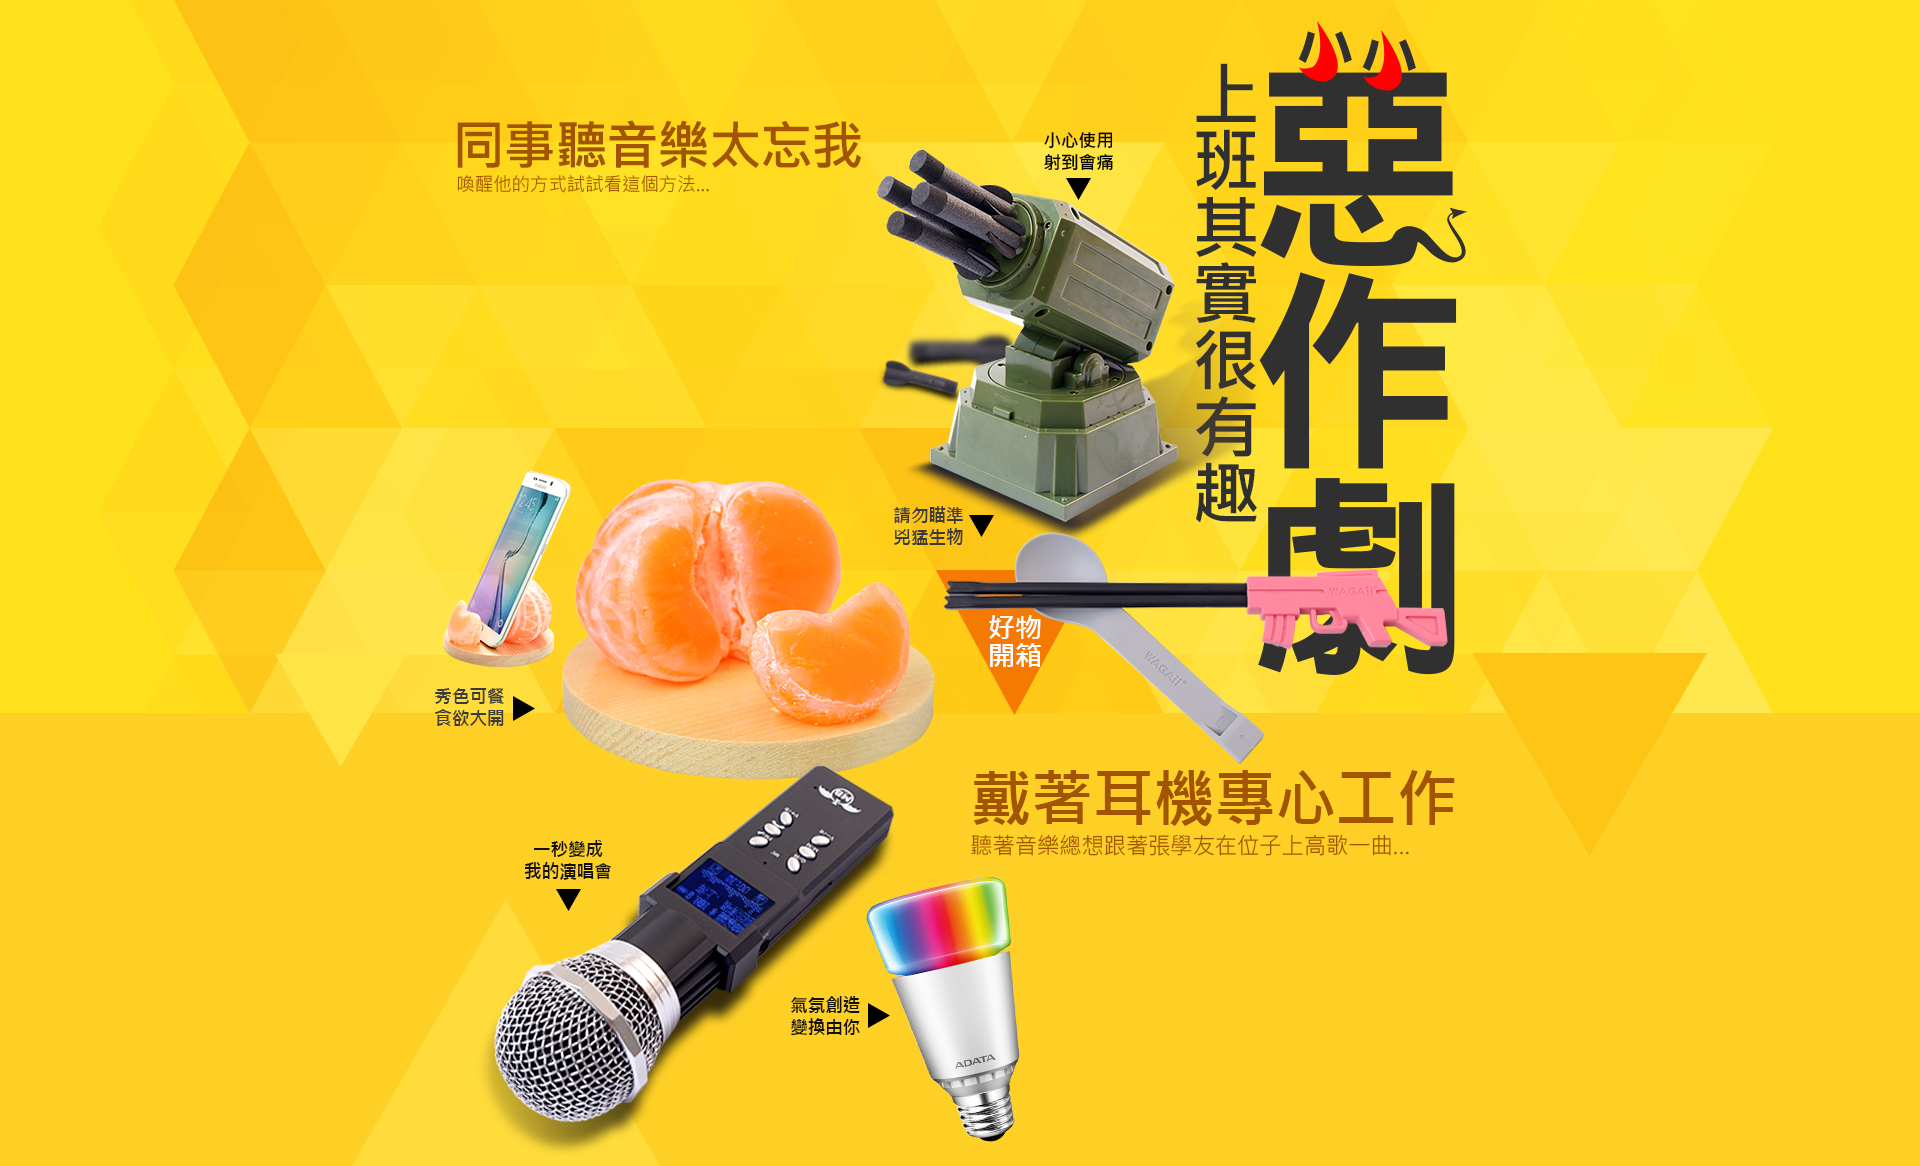 惡作劇
上班其實很有趣
同事聽音樂太忘我
喚醒他的方式試試看這個方法...
小心使用
射到會痛
請勿瞄準
兇猛生物
好物
開箱
WAGAii
WAGAii®
秀色可餐
食欲大開
戴著耳機專心工作
聽著音樂總想跟著張學友在位子上高歌一曲...
一秒變成
我的演唱會
氣氛創造
變換由你
ADATA